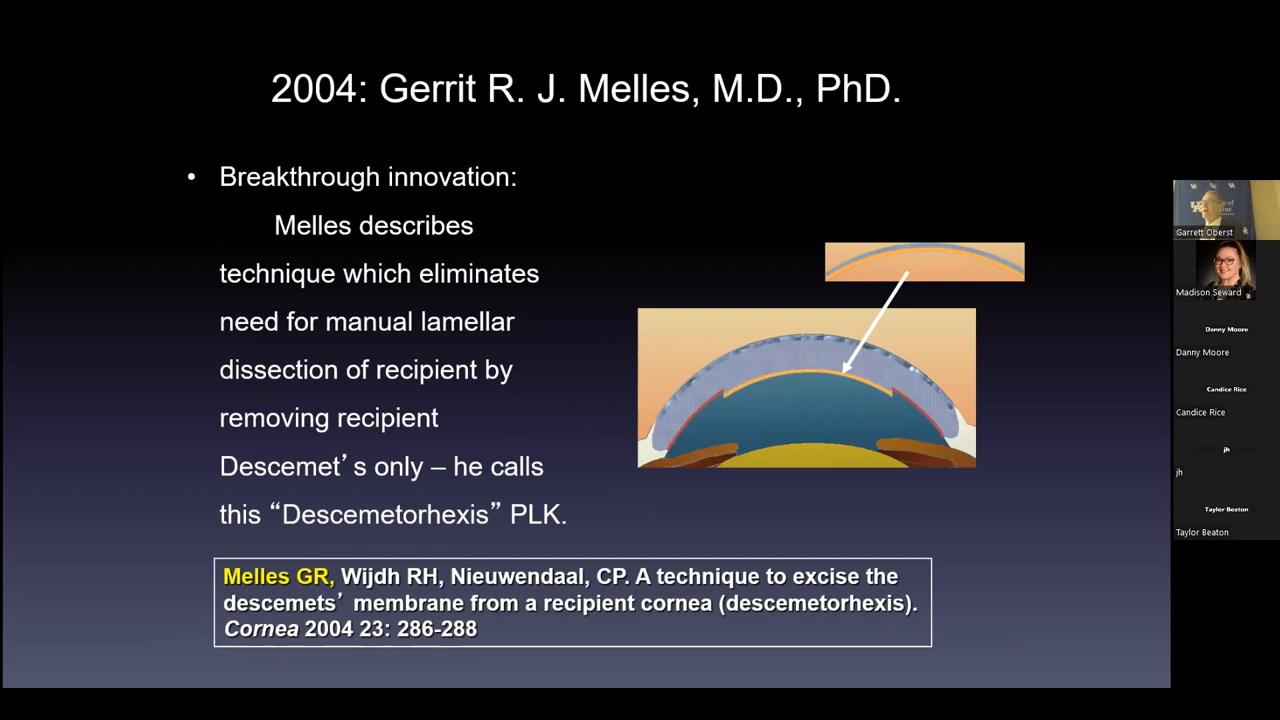 2004: Gerrit R. J. Melles, M.D., PhD.
• Breakthrough innovation:
Melles describes
technique which eliminates
need for manual lamellar
dissection of recipient by
removing recipient
Descemet’s only – he calls
this “Descemetorhexis” PLK.
Melles GR, Wijdh RH, Nieuwendaal, CP. A technique to excise the
descemets’ membrane from a recipient cornea (descemetorhexis).
Cornea 2004 23: 286-288
Garrett Oberst
Madison Seward
Danny Moore
Danny Moore
Candice Rice
Candice Rice
jh
jh
Taylor Beaton
Taylor Beaton